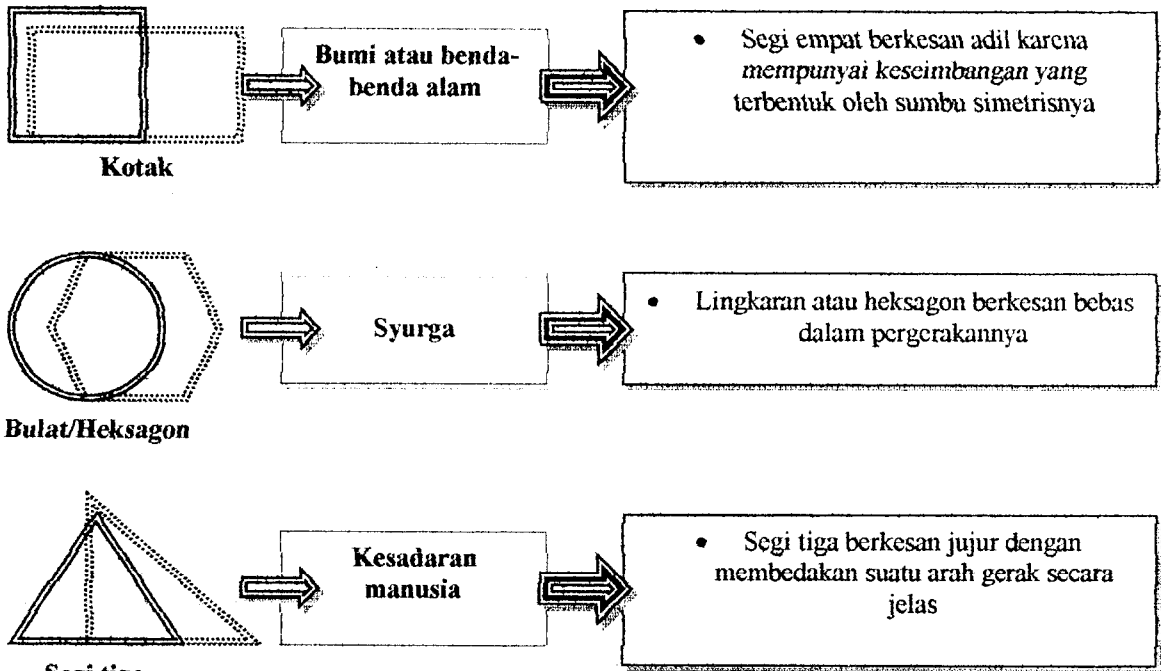 Bumi atau benda-
benda alam
• Segi empat berkesan adil karena
mempunyai keseimbangan yang
terbentuk oleh sumbu simetrisnya
Kotak
Syurga
• Lingkaran atau heksagon berkesan bebas
dalam pergerakannya
Bulat/Heksagon
Kesadaran
manusia
• Segi tiga berkesan jujur dengan
membedakan suatu arah gerak secara
jelas
Segi tiga